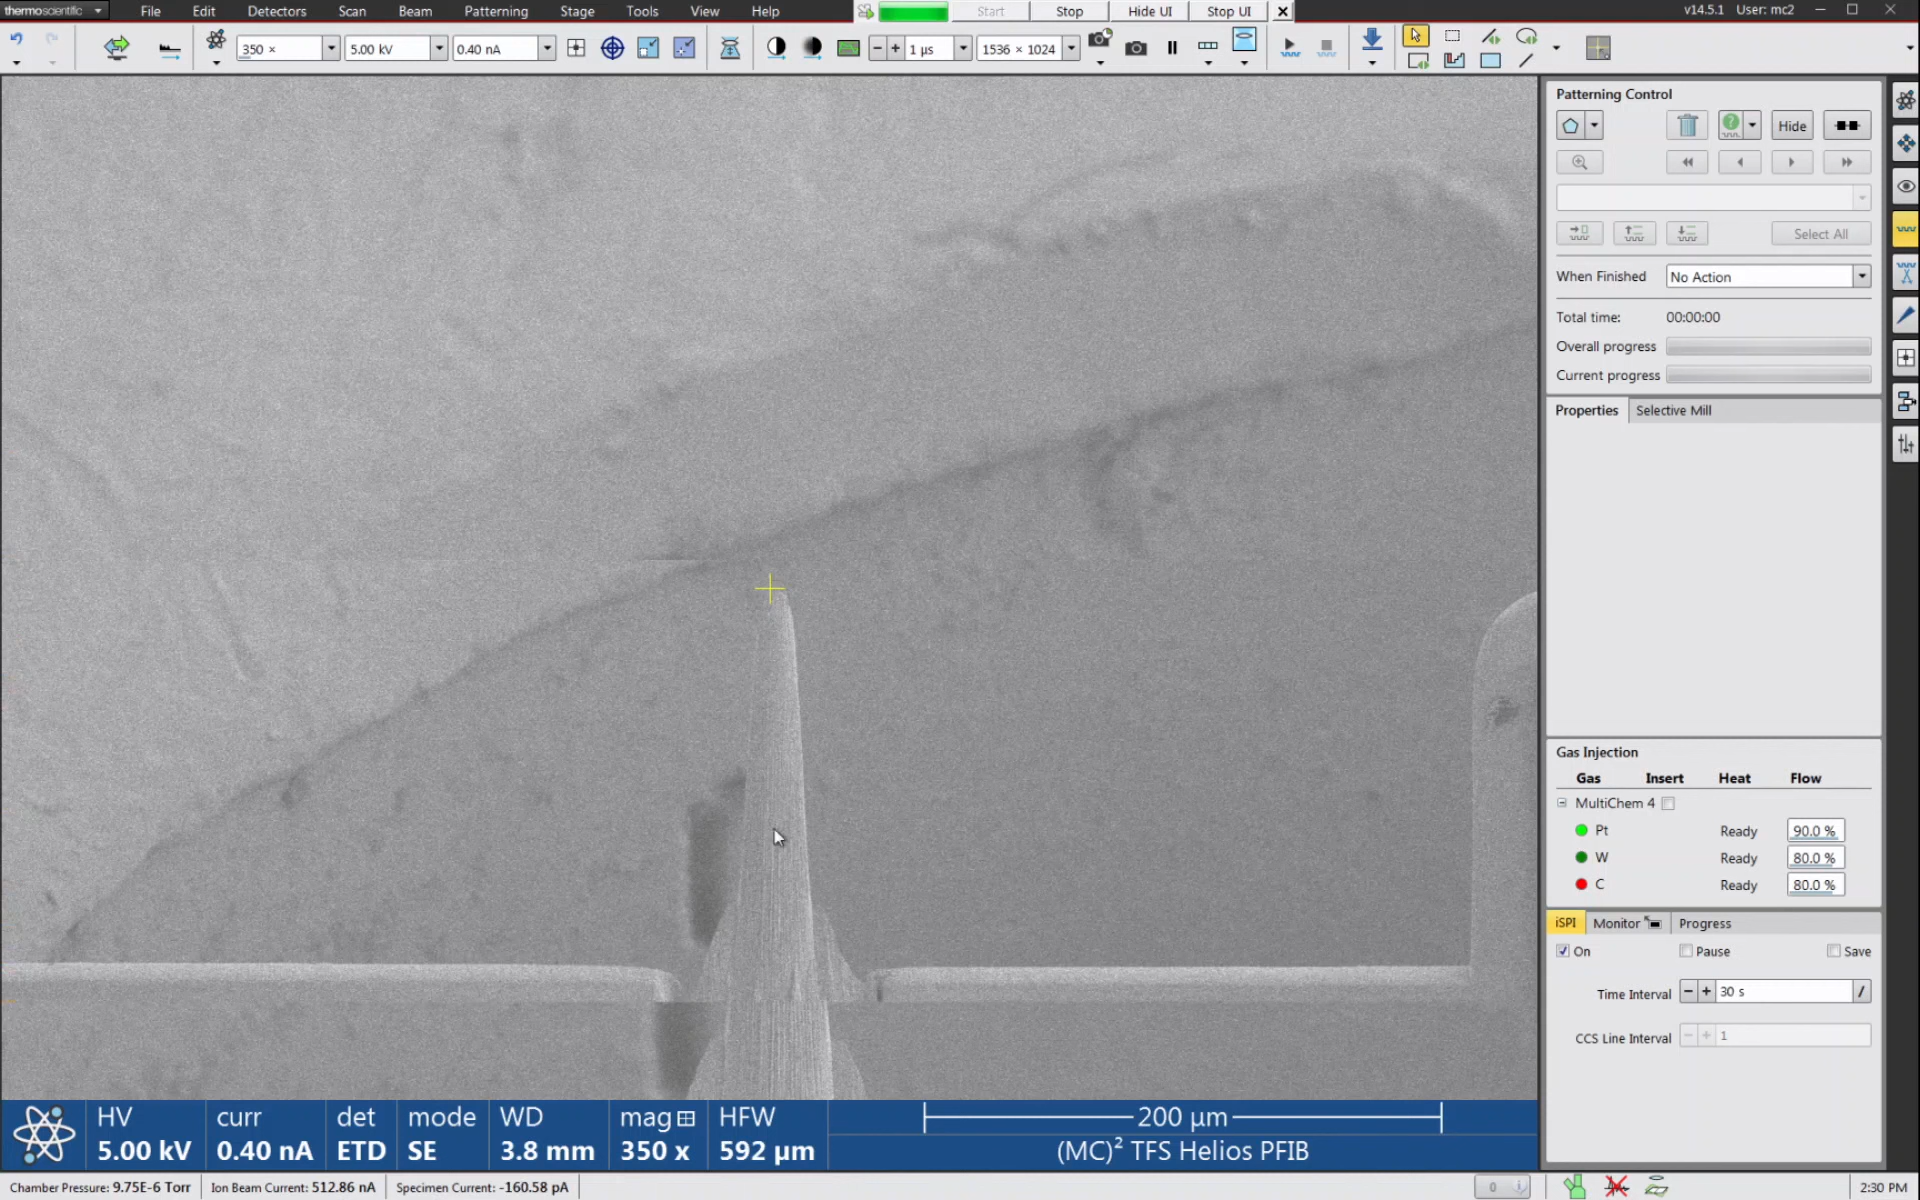 thermoscientific File Edit Detectors Scan Beam Patterning Stage Tools View Help Start Stop Hide UI Stop UI v14.5.1 User: mc2
350 × 5.00 kV 0.40 nA 1 µs 1536 × 1024
Patterning Control
Hide
Select All
When Finished No Action
Total time: 00:00:00
Overall progress
Current progress
Properties Selective Mill
Gas Injection
Gas Insert Heat Flow
MultiChem 4
Pt Ready 90.0 %
W Ready 80.0 %
C Ready 80.0 %
iSPI Monitor Progress
On Pause Save
Time Interval 30 s
CCS Line Interval 1
HV curr det mode WD mag HFW 200 µm
5.00 kV 0.40 nA ETD SE 3.8 mm 350 x 592 µm (MC)² TFS Helios PFIB
Chamber Pressure: 9.75E-6 Torr Ion Beam Current: 512.86 nA Specimen Current: -160.58 pA 0 2:30 PM